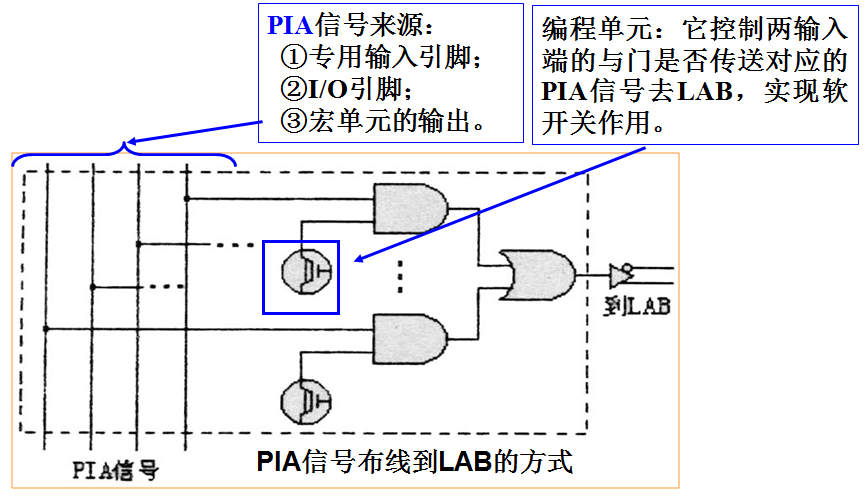 PIA信号来源：
①专用输入引脚；
②I/O引脚；
③宏单元的输出。
编程单元：它控制两输入
端的与门是否传送对应的
PIA信号去LAB，实现软
开关作用。
到LAB
PIA信号
PIA信号布线到LAB的方式